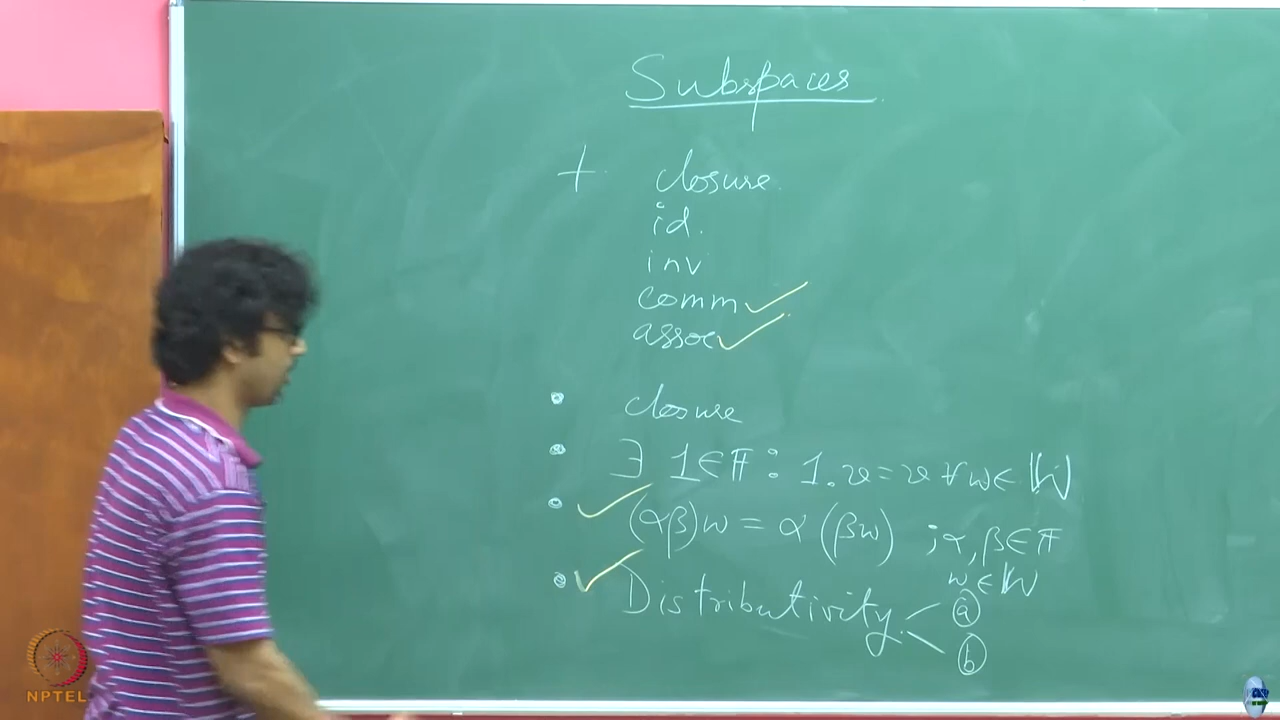 Subspaces
+ closure
id.
inv
comm ✓
assoc ✓
• closure
• ∃ 1 ∈ 𝔽 : 1.v = v ∀ w ∈ 𝕎
• ✓ (αβ)w = α (βw) ; α, β ∈ 𝔽
w ∈ 𝕎
• ✓ Distributivity
(a)
(b)
NPTEL